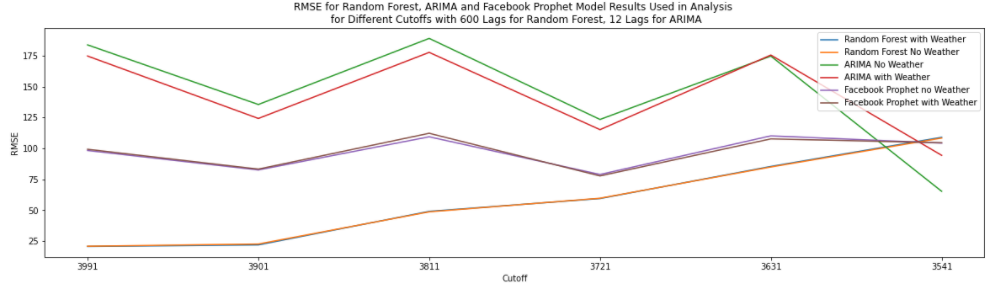 RMSE for Random Forest, ARIMA and Facebook Prophet Model Results Used in Analysis
for Different Cutoffs with 600 Lags for Random Forest, 12 Lags for ARIMA
Random Forest with Weather
Random Forest No Weather
ARIMA No Weather
ARIMA with Weather
Facebook Prophet no Weather
Facebook Prophet with Weather
RMSE
175
150
125
100
75
50
25
3991
3901
3811
3721
3631
3541
Cutoff